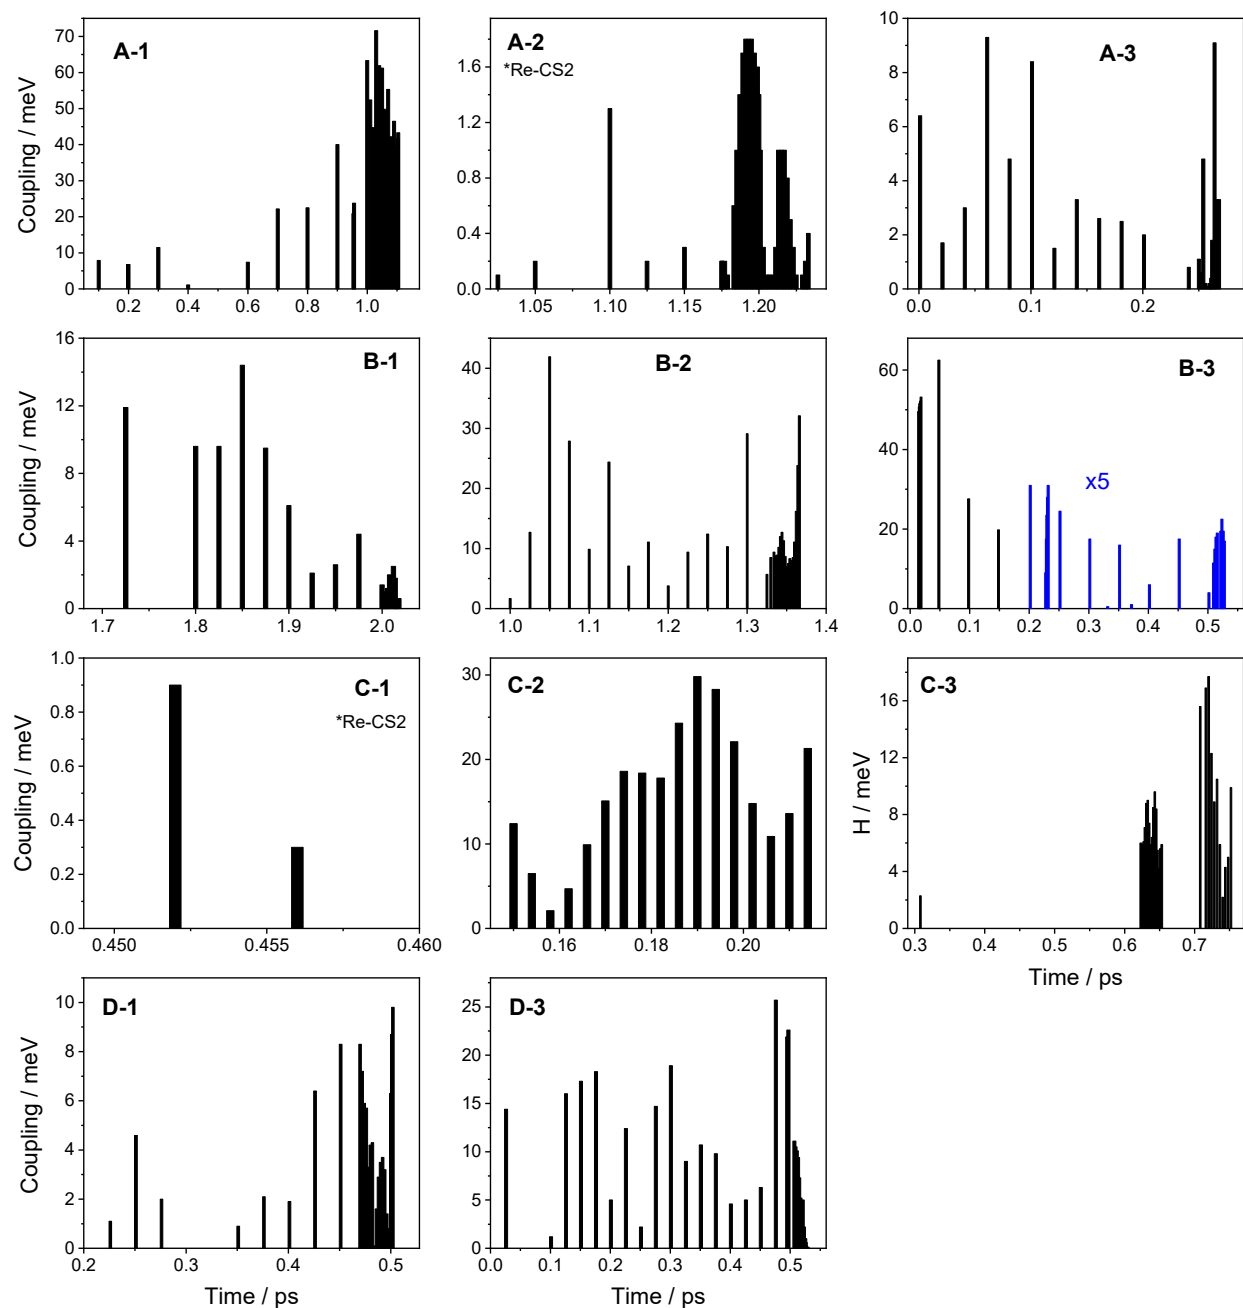 A-1
Coupling / meV
0 10 20 30 40 50 60 70
0.2 0.4 0.6 0.8 1.0
A-2
*Re-CS2
0.0 0.4 0.8 1.2 1.6
1.05 1.10 1.15 1.20
A-3
0 2 4 6 8 10
0.0 0.1 0.2
B-1
Coupling / meV
0 4 8 12 16
1.7 1.8 1.9 2.0
B-2
0 10 20 30 40
1.0 1.1 1.2 1.3 1.4
B-3
x5
0 20 40 60
0.0 0.1 0.2 0.3 0.4 0.5
C-1
*Re-CS2
Coupling / meV
0.0 0.2 0.4 0.6 0.8 1.0
0.450 0.455 0.460
C-2
0 10 20 30
0.16 0.18 0.20
C-3
H / meV
0 4 8 12 16
0.3 0.4 0.5 0.6 0.7
Time / ps
D-1
Coupling / meV
0 2 4 6 8 10
0.2 0.3 0.4 0.5
Time / ps
D-3
0 5 10 15 20 25
0.0 0.1 0.2 0.3 0.4 0.5
Time / ps